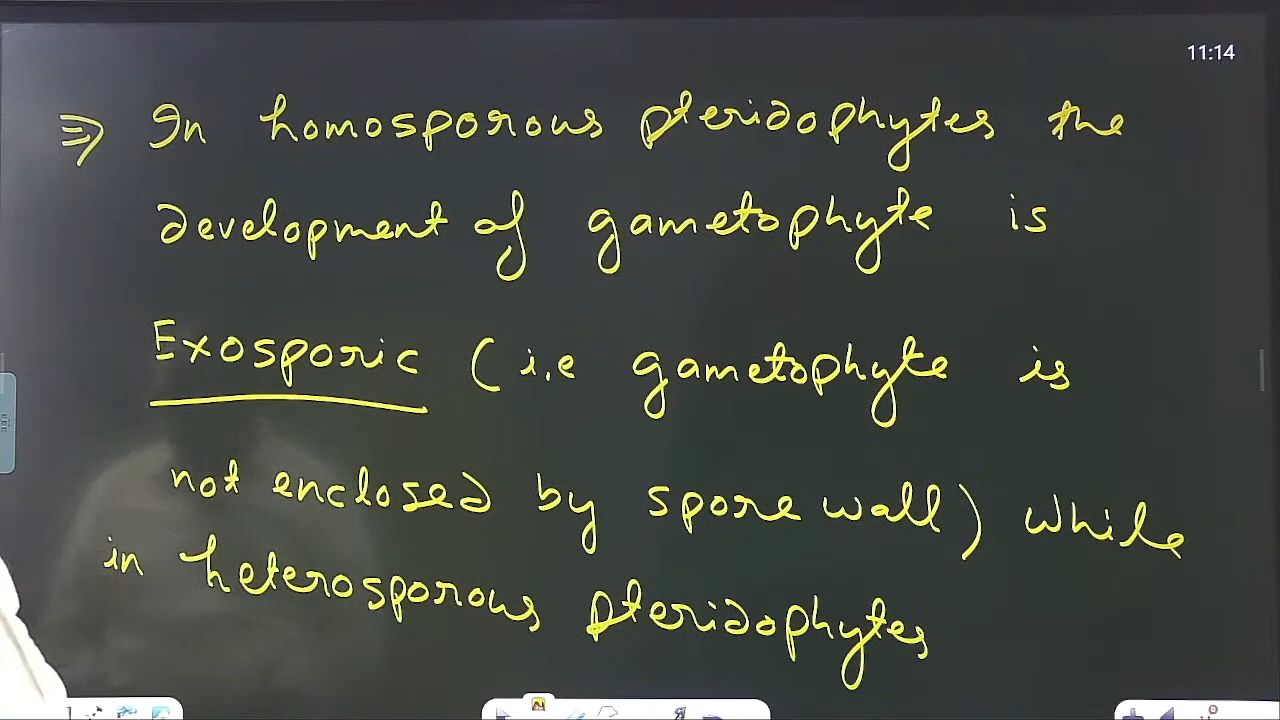 11:14
⇒ In homosporous pteridophytes the
development of gametophyte is
Exosporic (i.e gametophyte is
not enclosed by spore wall) while
in heterosporous pteridophytes